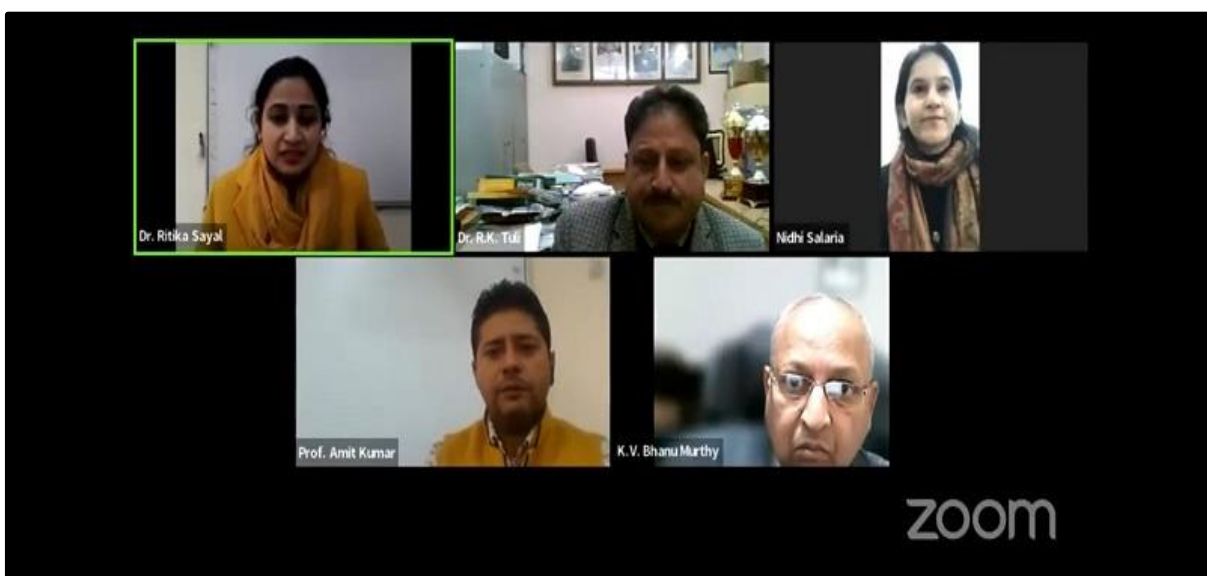 Dr. Ritika Sayal
Dr. R.K. Tuli
Nidhi Salaria
Prof. Amit Kumar
K.V. Bhanu Murthy
zoom